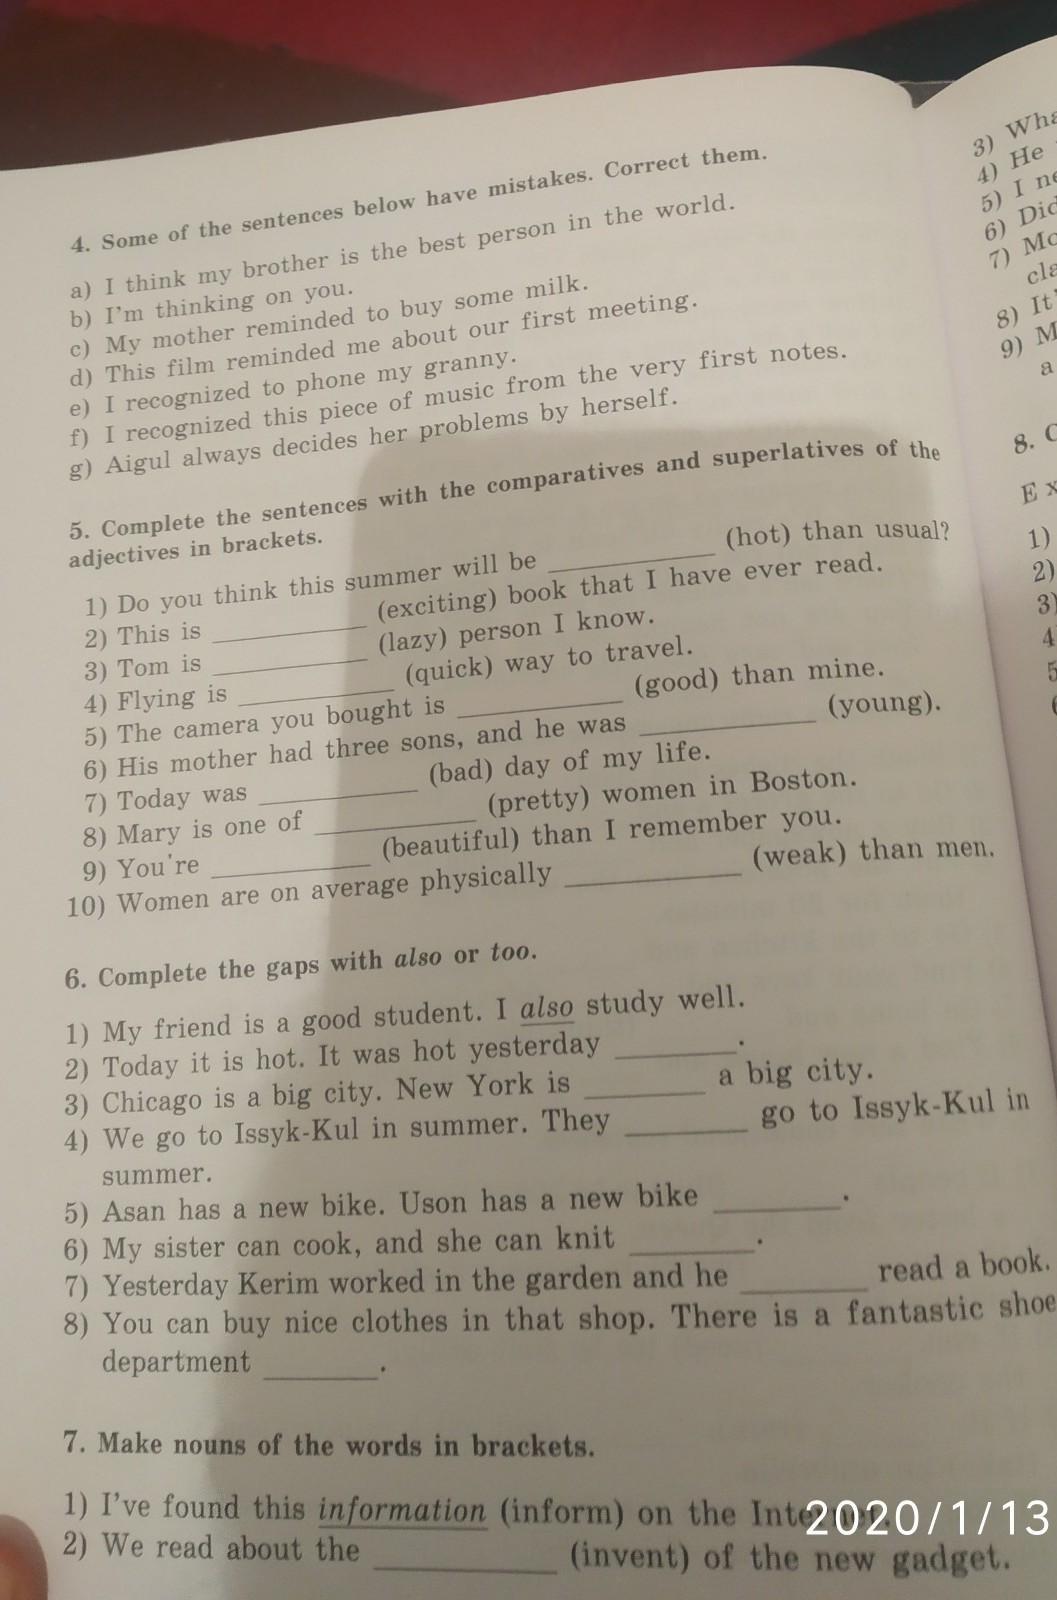 4. Some of the sentences below have mistakes. Correct them.
a) I think my brother is the best person in the world.
b) I'm thinking on you.
c) My mother reminded to buy some milk.
d) This film reminded me about our first meeting.
e) I recognized to phone my granny.
f) I recognized this piece of music from the very first notes.
g) Aigul always decides her problems by herself.
5. Complete the sentences with the comparatives and superlatives of the
adjectives in brackets.
1) Do you think this summer will be ________ (hot) than usual?
2) This is ________ (exciting) book that I have ever read.
3) Tom is ________ (lazy) person I know.
4) Flying is ________ (quick) way to travel.
5) The camera you bought is ________ (good) than mine.
6) His mother had three sons, and he was ________ (young).
7) Today was ________ (bad) day of my life.
8) Mary is one of ________ (pretty) women in Boston.
9) You're ________ (beautiful) than I remember you.
10) Women are on average physically ________ (weak) than men.
6. Complete the gaps with also or too.
1) My friend is a good student. I also study well.
2) Today it is hot. It was hot yesterday ________.
3) Chicago is a big city. New York is ________ a big city.
4) We go to Issyk-Kul in summer. They ________ go to Issyk-Kul in
summer.
5) Asan has a new bike. Uson has a new bike ________.
6) My sister can cook, and she can knit ________.
7) Yesterday Kerim worked in the garden and he ________ read a book.
8) You can buy nice clothes in that shop. There is a fantastic shoe
department ________.
7. Make nouns of the words in brackets.
1) I've found this information (inform) on the Internet.
2) We read about the ________ (invent) of the new gadget.
3)
4) He
5) I
6)
7)
8)
9)
a
8.
1)
2)
3)
4
5
2020/1/13